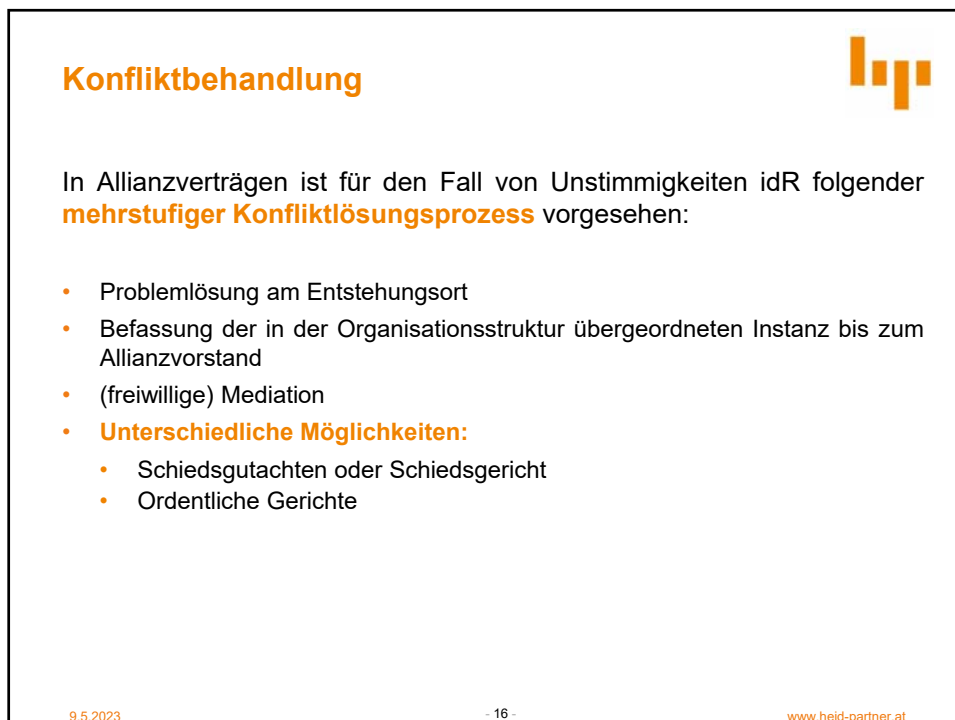 Konfliktbehandlung
In Allianzverträgen ist für den Fall von Unstimmigkeiten idR folgender
mehrstufiger Konfliktlösungsprozess vorgesehen:
• Problemlösung am Entstehungsort
• Befassung der in der Organisationsstruktur übergeordneten Instanz bis zum
Allianzvorstand
• (freiwillige) Mediation
• Unterschiedliche Möglichkeiten:
• Schiedsgutachten oder Schiedsgericht
• Ordentliche Gerichte
9.5.2023
- 16 -
www.heid-partner.at